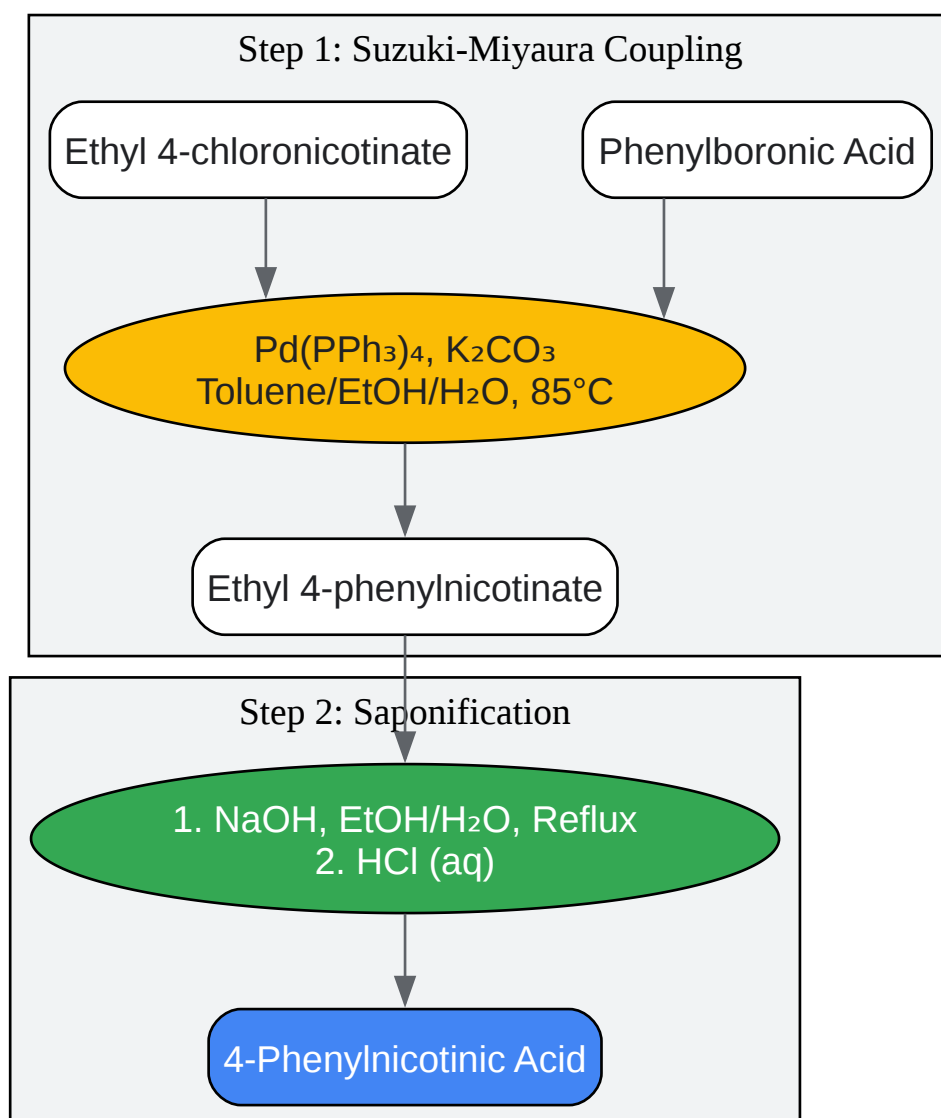 Step 1: Suzuki-Miyaura Coupling
Ethyl 4-chloronicotinate
Phenylboronic Acid
Pd(PPh₃)₄, K₂CO₃
Toluene/EtOH/H₂O, 85°C
Ethyl 4-phenylnicotinate
Step 2: Saponification
1. NaOH, EtOH/H₂O, Reflux
2. HCl (aq)
4-Phenylnicotinic Acid